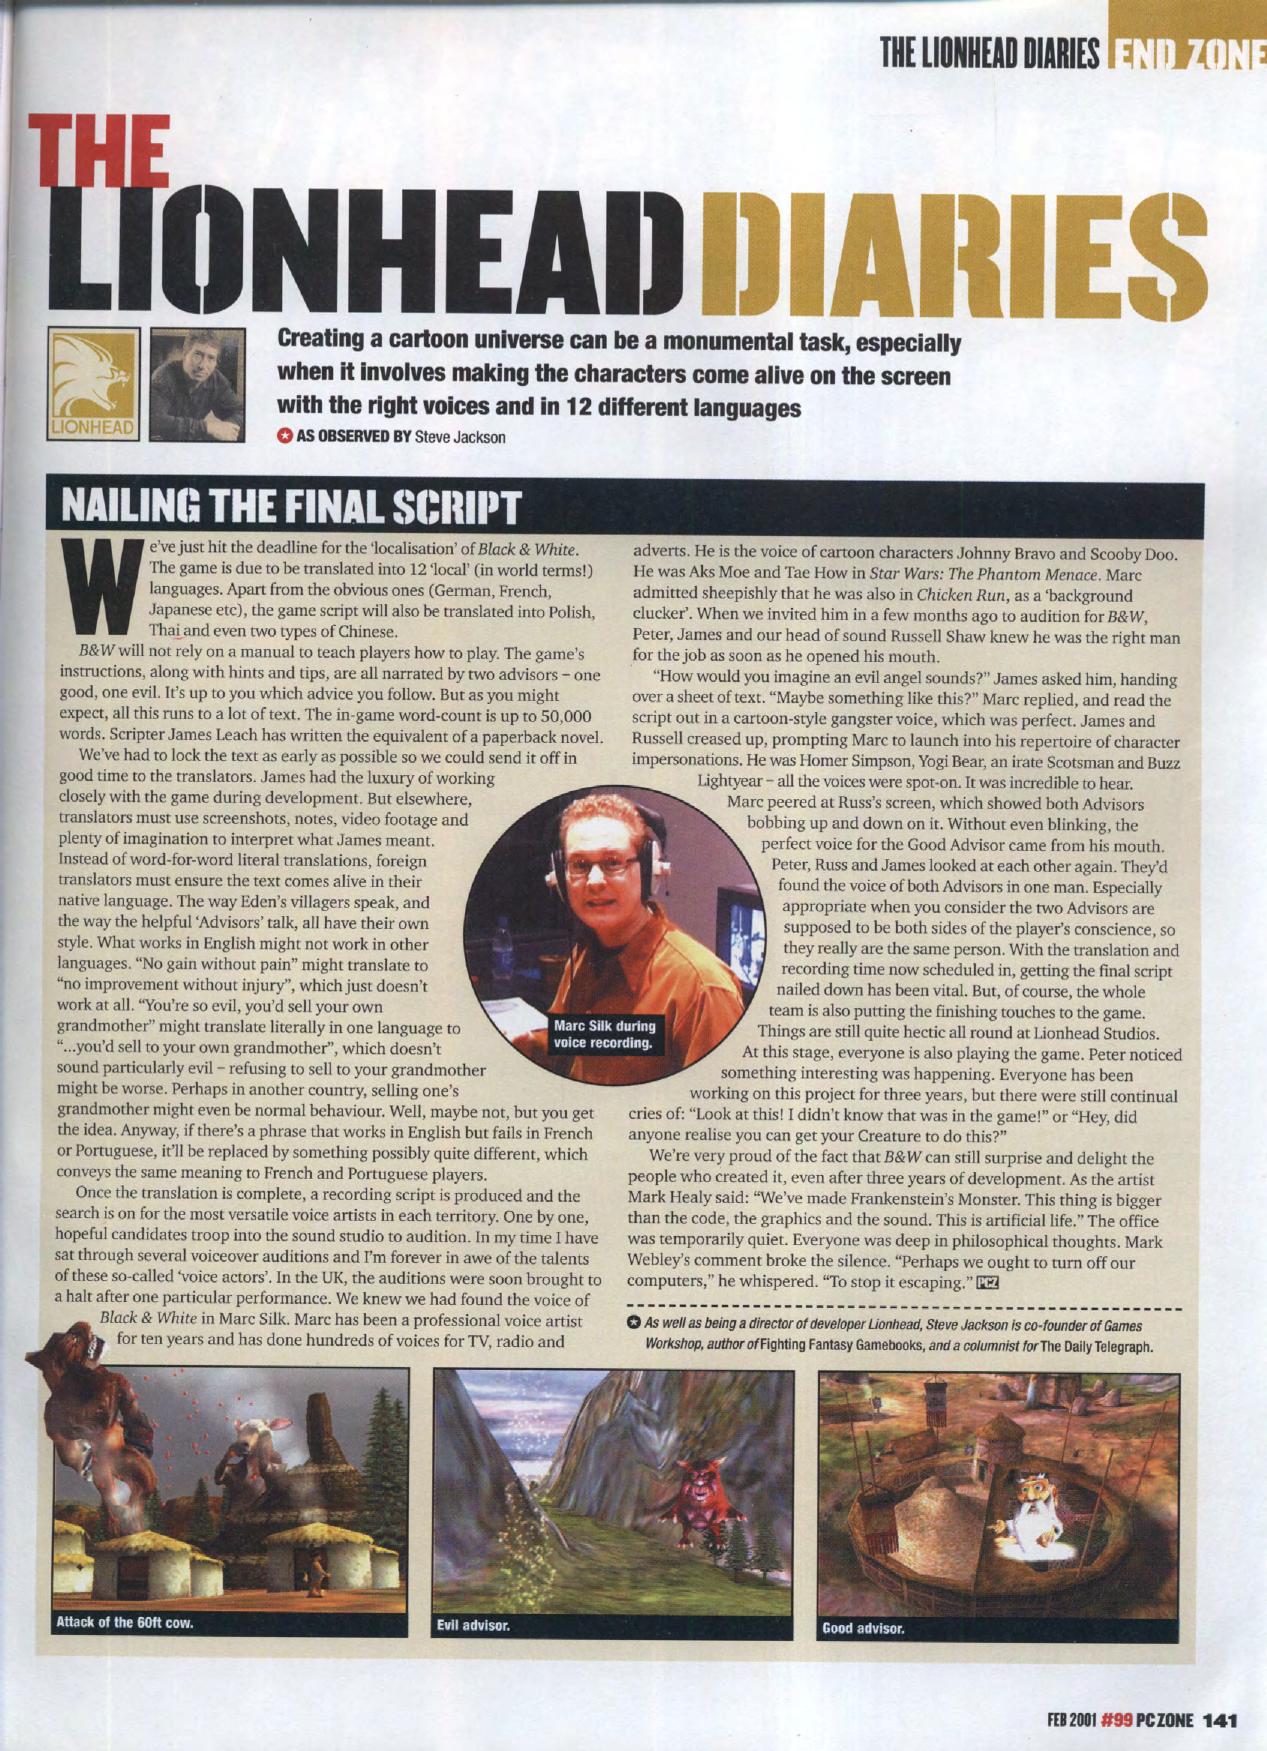 THE LIONHEAD DIARIES END ZONE
THE
LIONHEAD DIARIES
LIONHEAD
Creating a cartoon universe can be a monumental task, especially
when it involves making the characters come alive on the screen
with the right voices and in 12 different languages
AS OBSERVED BY Steve Jackson
NAILING THE FINAL SCRIPT
We've just hit the deadline for the 'localisation' of Black & White.
The game is due to be translated into 12 'local' (in world terms!)
languages. Apart from the obvious ones (German, French,
Japanese etc), the game script will also be translated into Polish,
Thai and even two types of Chinese.
B&W will not rely on a manual to teach players how to play. The game's
instructions, along with hints and tips, are all narrated by two advisors – one
good, one evil. It's up to you which advice you follow. But as you might
expect, all this runs to a lot of text. The in-game word-count is up to 50,000
words. Scripter James Leach has written the equivalent of a paperback novel.
We've had to lock the text as early as possible so we could send it off in
good time to the translators. James had the luxury of working
closely with the game during development. But elsewhere,
translators must use screenshots, notes, video footage and
plenty of imagination to interpret what James meant.
Instead of word-for-word literal translations, foreign
translators must ensure the text comes alive in their
native language. The way Eden's villagers speak, and
the way the helpful 'Advisors' talk, all have their own
style. What works in English might not work in other
languages. "No gain without pain" might translate to
"no improvement without injury", which just doesn't
work at all. "You're so evil, you'd sell your own
grandmother" might translate literally in one language to
"...you'd sell to your own grandmother", which doesn't
sound particularly evil – refusing to sell to your grandmother
might be worse. Perhaps in another country, selling one's
grandmother might even be normal behaviour. Well, maybe not, but you get
the idea. Anyway, if there's a phrase that works in English but fails in French
or Portuguese, it'll be replaced by something possibly quite different, which
conveys the same meaning to French and Portuguese players.
Once the translation is complete, a recording script is produced and the
search is on for the most versatile voice artists in each territory. One by one,
hopeful candidates troop into the sound studio to audition. In my time I have
sat through several voiceover auditions and I'm forever in awe of the talents
of these so-called 'voice actors'. In the UK, the auditions were soon brought to
a halt after one particular performance. We knew we had found the voice of
Black & White in Marc Silk. Marc has been a professional voice artist
for ten years and has done hundreds of voices for TV, radio and
adverts. He is the voice of cartoon characters Johnny Bravo and Scooby Doo.
He was Aks Moe and Tae How in Star Wars: The Phantom Menace. Marc
admitted sheepishly that he was also in Chicken Run, as a 'background
clucker'. When we invited him in a few months ago to audition for B&W,
Peter, James and our head of sound Russell Shaw knew he was the right man
for the job as soon as he opened his mouth.
"How would you imagine an evil angel sounds?" James asked him, handing
over a sheet of text. "Maybe something like this?" Marc replied, and read the
script out in a cartoon-style gangster voice, which was perfect. James and
Russell creased up, prompting Marc to launch into his repertoire of character
impersonations. He was Homer Simpson, Yogi Bear, an irate Scotsman and Buzz
Lightyear – all the voices were spot-on. It was incredible to hear.
Marc peered at Russ's screen, which showed both Advisors
bobbing up and down on it. Without even blinking, the
perfect voice for the Good Advisor came from his mouth.
Peter, Russ and James looked at each other again. They'd
found the voice of both Advisors in one man. Especially
appropriate when you consider the two Advisors are
supposed to be both sides of the player's conscience, so
they really are the same person. With the translation and
recording time now scheduled in, getting the final script
nailed down has been vital. But, of course, the whole
team is also putting the finishing touches to the game.
Things are still quite hectic all round at Lionhead Studios.
At this stage, everyone is also playing the game. Peter noticed
something interesting was happening. Everyone has been
working on this project for three years, but there were still continual
cries of: "Look at this! I didn't know that was in the game!" or "Hey, did
anyone realise you can get your Creature to do this?"
We're very proud of the fact that B&W can still surprise and delight the
people who created it, even after three years of development. As the artist
Mark Healy said: "We've made Frankenstein's Monster. This thing is bigger
than the code, the graphics and the sound. This is artificial life." The office
was temporarily quiet. Everyone was deep in philosophical thoughts. Mark
Webley's comment broke the silence. "Perhaps we ought to turn off our
computers," he whispered. "To stop it escaping." PCZ
Marc Silk during
voice recording.
As well as being a director of developer Lionhead, Steve Jackson is co-founder of Games
Workshop, author of Fighting Fantasy Gamebooks, and a columnist for The Daily Telegraph.
Attack of the 60ft cow.
Evil advisor.
Good advisor.
FEB 2001 #99 PC ZONE 141